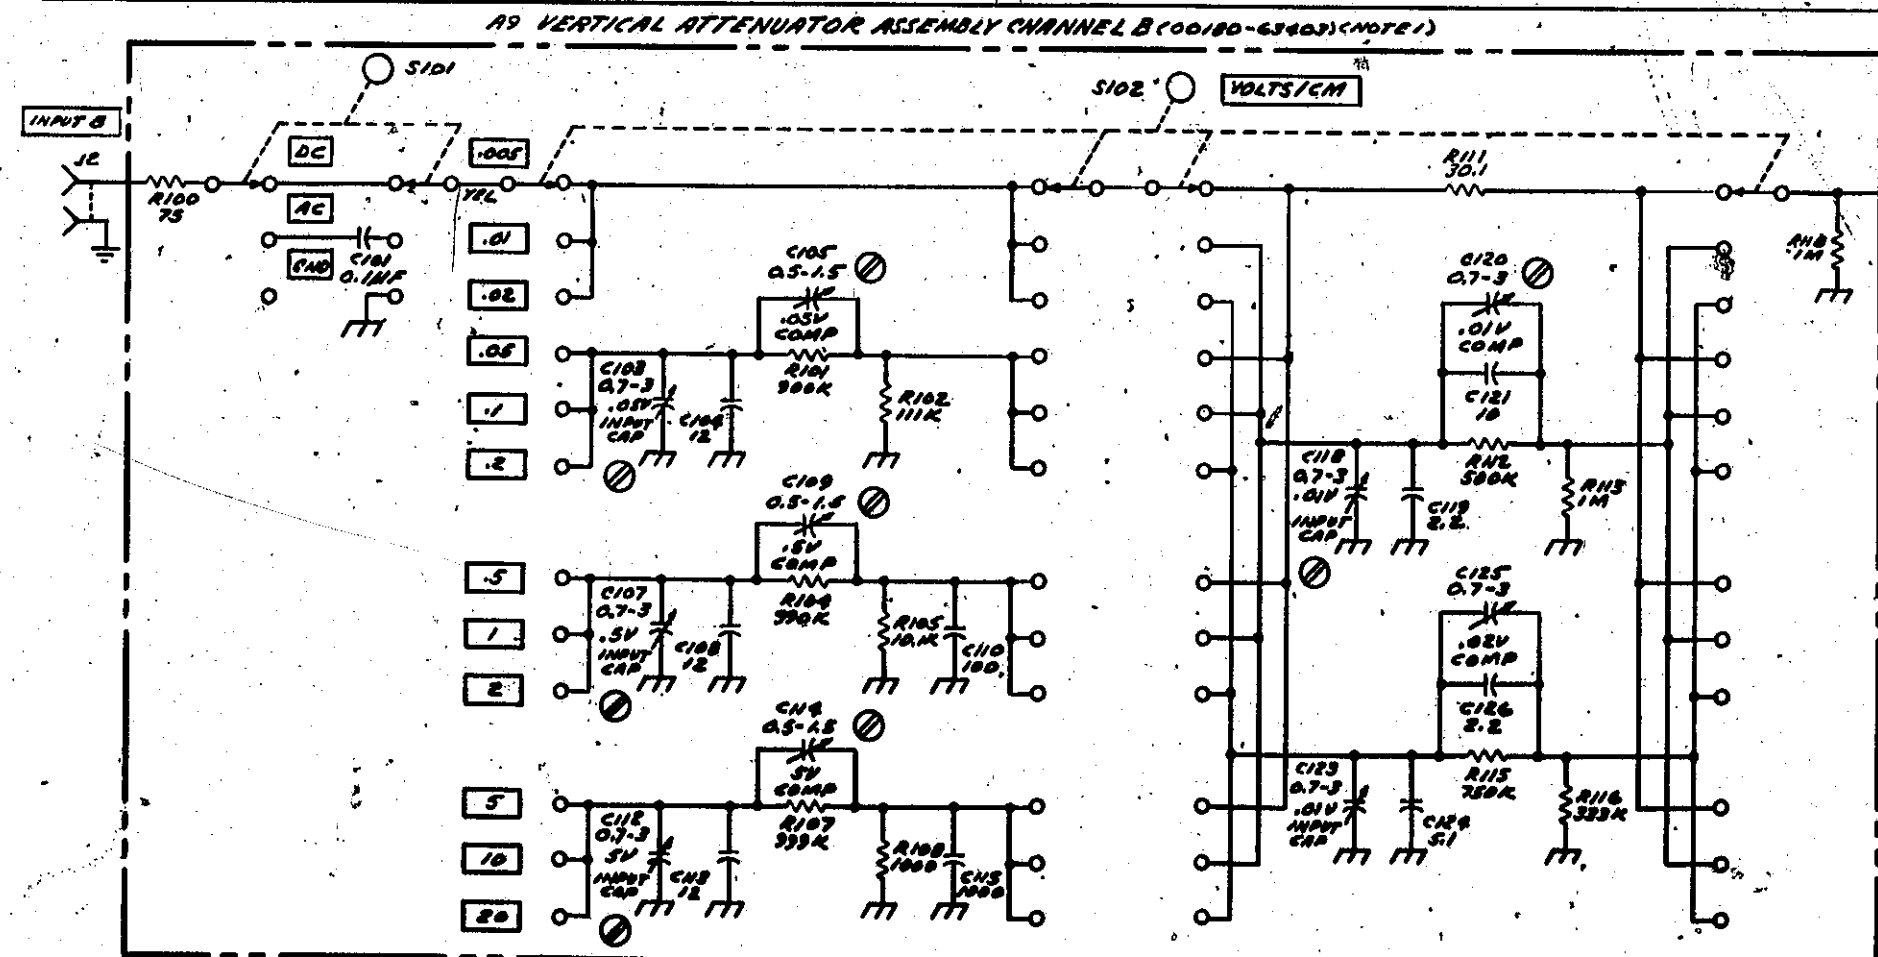 A9 VERTICAL ATTENUATOR ASSEMBLY CHANNEL B (00180-63403) (NOTE 1)
S101
S102
VOLTS/CM
INPUT B
J2
R100
75
DC
AC
GND
C101
0.1UF
.005
YEL
.01
.02
.05
.1
.2
.5
1
2
5
10
20
C105
0.5-1.5
.05V
COMP
R101
900K
C103
0.7-3
.05V
INPUT
CAP
C104
12
R102
111K
C109
0.5-1.5
.5V
COMP
R104
990K
C107
0.7-3
.5V
INPUT
CAP
C108
12
R105
10.1K
C110
100
C114
0.5-1.5
5V
COMP
R107
999K
C112
0.7-3
5V
INPUT
CAP
C113
12
R108
1000
C115
1000
R111
30.1
R118
1M
C120
0.7-3
.01V
COMP
C121
10
R112
500K
C118
0.7-3
.01V
INPUT
CAP
C119
2.2
R113
1M
C125
0.7-3
.02V
COMP
C126
2.2
R115
750K
C123
0.7-3
.01V
INPUT
CAP
C124
5.1
R116
333K